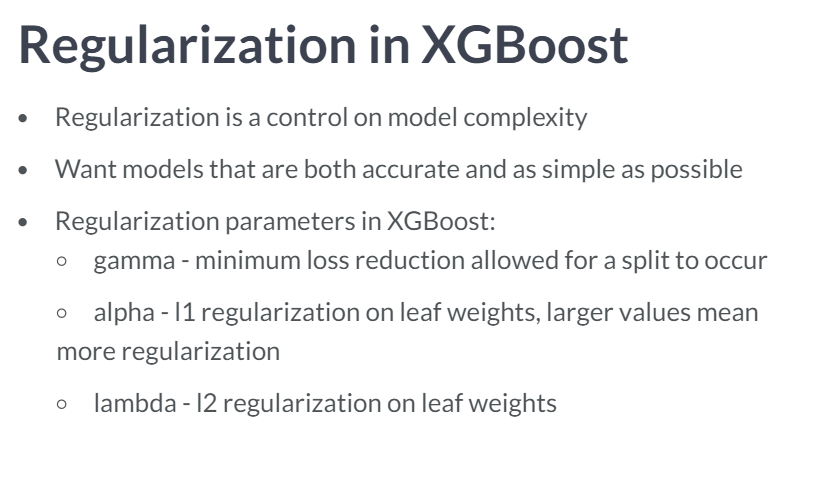 Regularization in XGBoost
• Regularization is a control on model complexity
• Want models that are both accurate and as simple as possible
• Regularization parameters in XGBoost:
○ gamma - minimum loss reduction allowed for a split to occur
○ alpha - l1 regularization on leaf weights, larger values mean
more regularization
○ lambda - l2 regularization on leaf weights